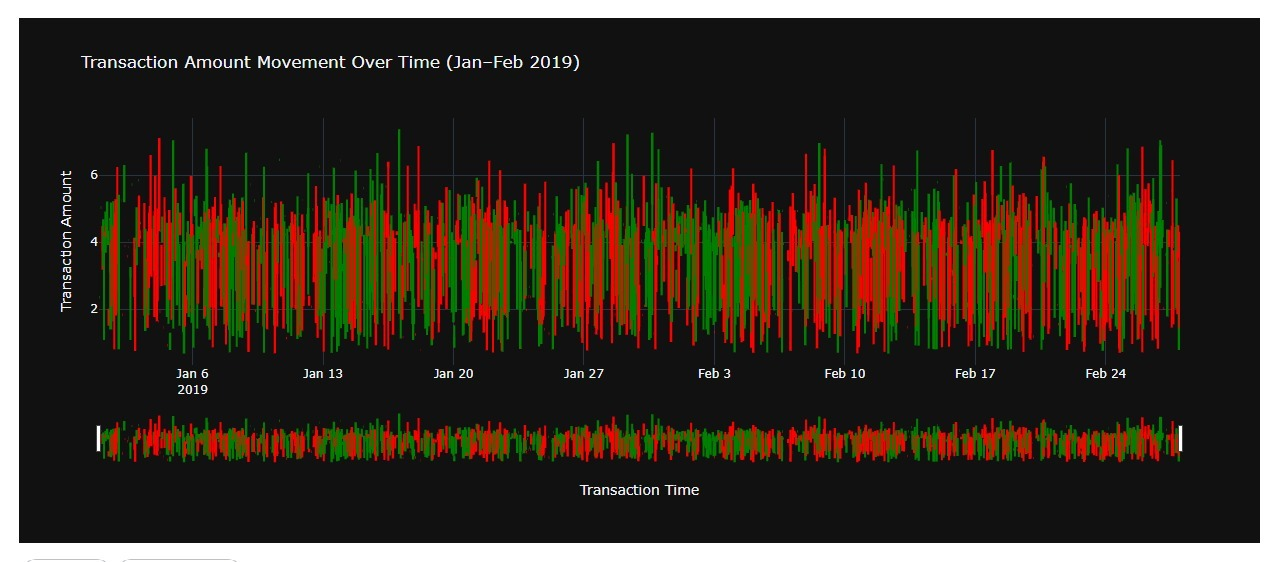 Transaction Amount Movement Over Time (Jan–Feb 2019)
Transaction Amount
6
4
2
Jan 6 Jan 13 Jan 20 Jan 27 Feb 3 Feb 10 Feb 17 Feb 24
2019
Transaction Time